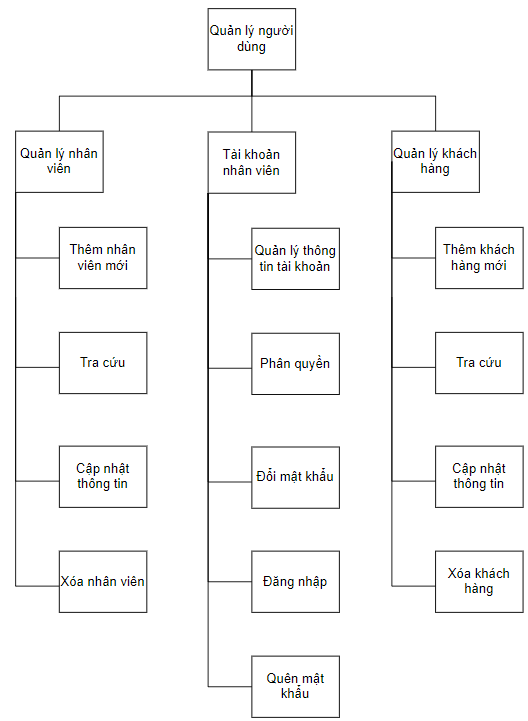 Quản lý người
dùng
Quản lý nhân
viên
Tài khoản
nhân viên
Quản lý khách
hàng
Thêm nhân
viên mới
Quản lý thông
tin tài khoản
Thêm khách
hàng mới
Tra cứu
Phân quyền
Tra cứu
Cập nhật
thông tin
Đổi mật khẩu
Cập nhật
thông tin
Xóa nhân viên
Đăng nhập
Xóa khách
hàng
Quên mật
khẩu